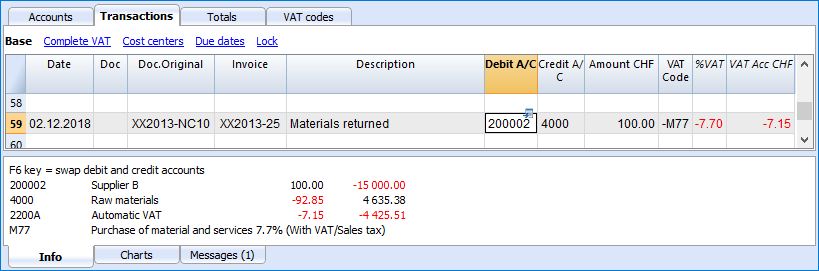 Accounts Transactions Totals VAT codes
Base Complete VAT Cost centers Due dates Lock
Date Doc Doc.Original Invoice Description Debit A/C Credit A/C Amount CHF VAT Code %VAT VAT Acc CHF
58
59 02.12.2018 XX2013-NC10 XX2013-25 Materials returned 200002 4000 100.00 -M77 -7.70 -7.15
60
F6 key = swap debit and credit accounts
200002 Supplier B 100.00 -15 000.00
4000 Raw materials -92.85 4 635.38
2200A Automatic VAT -7.15 -4 425.51
M77 Purchase of material and services 7.7% (With VAT/Sales tax)
Info Charts Messages (1)